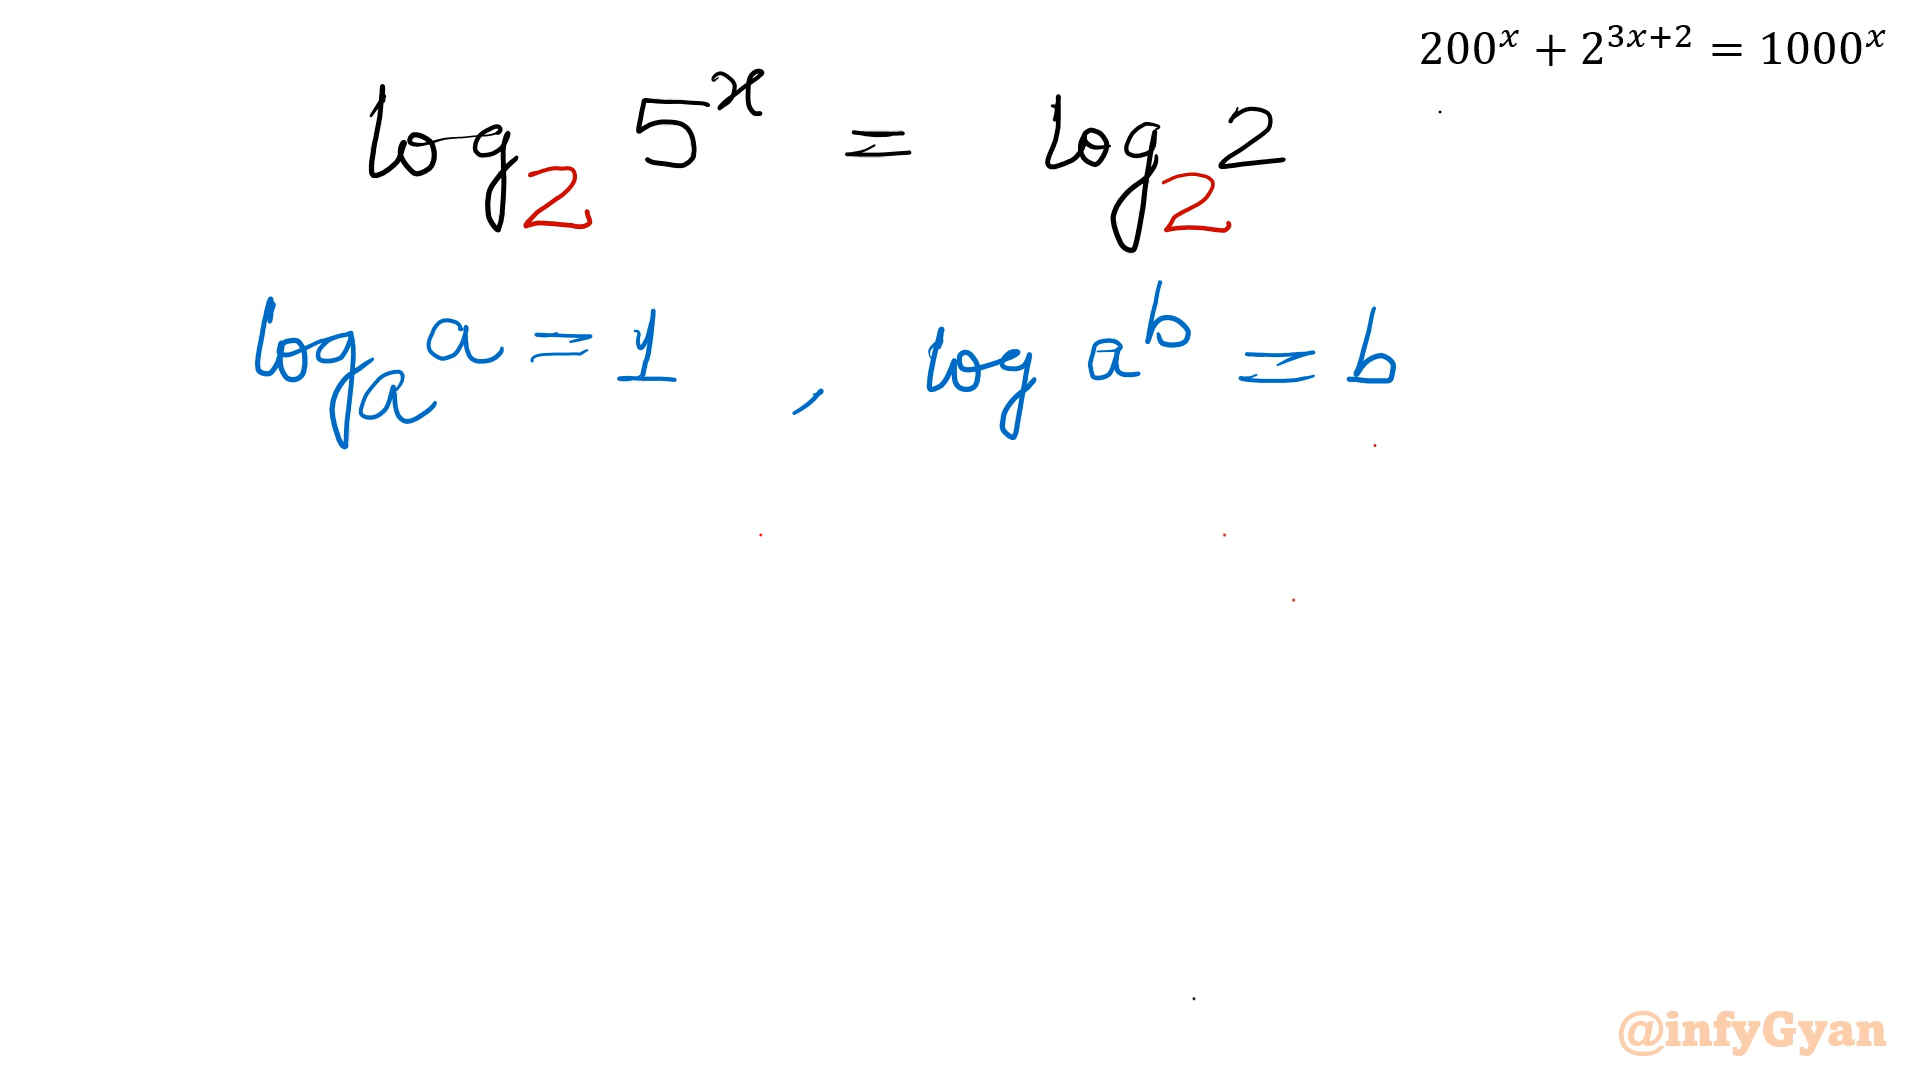 200^x + 2^{3x+2} = 1000^x
log_2 5^x = log_2 2
log_a a = 1 , log a^b = b
@infyGyan